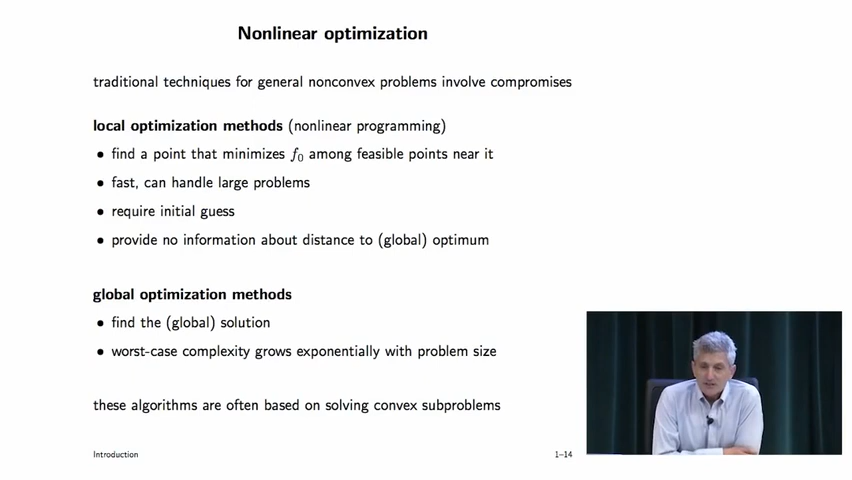 Nonlinear optimization
traditional techniques for general nonconvex problems involve compromises
local optimization methods (nonlinear programming)
• find a point that minimizes f₀ among feasible points near it
• fast, can handle large problems
• require initial guess
• provide no information about distance to (global) optimum
global optimization methods
• find the (global) solution
• worst-case complexity grows exponentially with problem size
these algorithms are often based on solving convex subproblems
Introduction 1–14